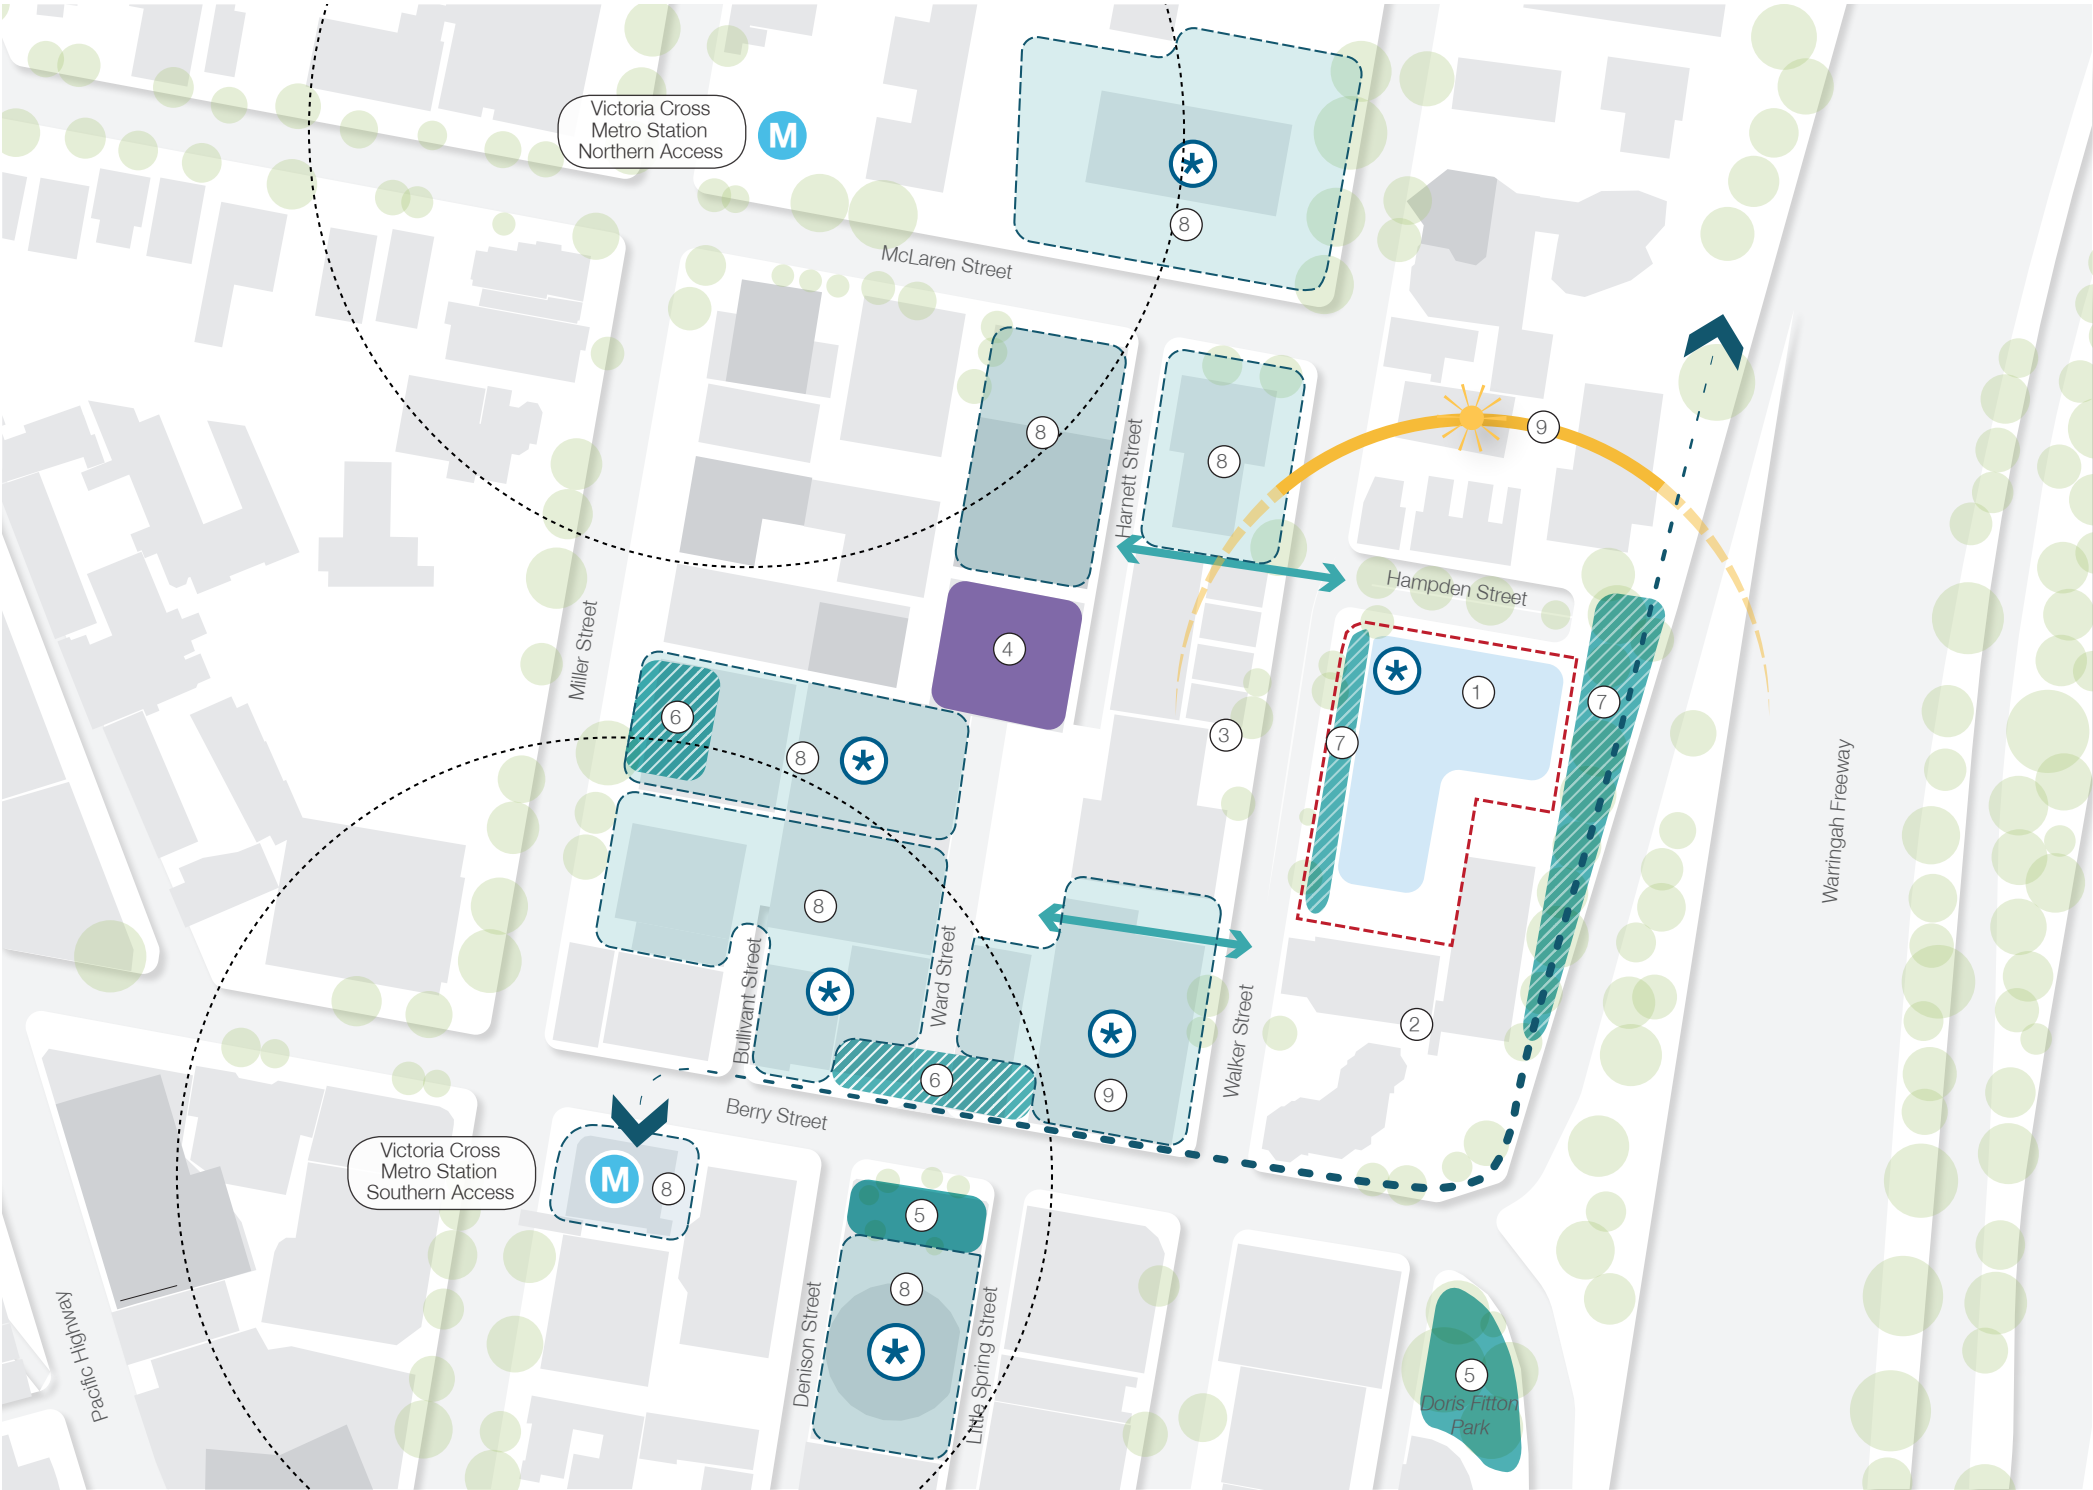 Victoria Cross
Metro Station
Northern Access
M
*
8
McLaren Street
8
Harnett Street
8
9
Hampden Street
Miller Street
4
*
1
6
7
7
3
8
*
Warringah Freeway
8
Bullivant Street
Ward Street
*
*
Walker Street
2
6
9
Berry Street
Victoria Cross
Metro Station
Southern Access
M
8
5
8
*
Denison Street
Little Spring Street
Pacific Highway
5
Doris Fitton
Park